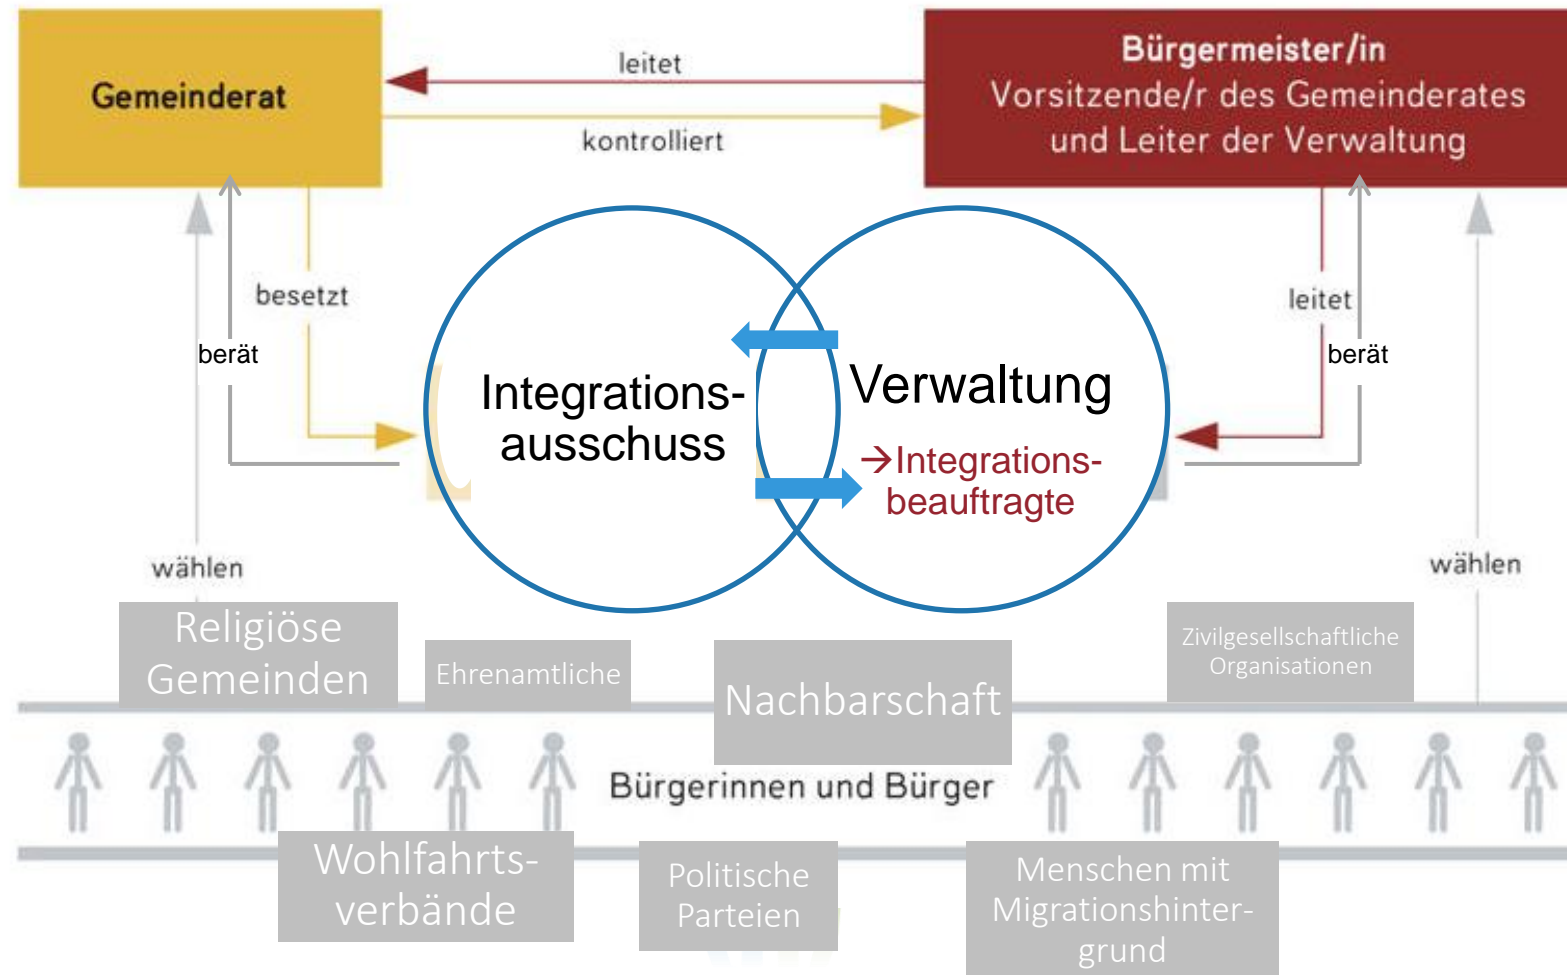 Gemeinderat
leitet
kontrolliert
Bürgermeister/in
Vorsitzende/r des Gemeinderates
und Leiter der Verwaltung
besetzt
berät
leitet
berät
Integrations-
ausschuss
Verwaltung
→Integrations-
beauftragte
wählen
wählen
Religiöse
Gemeinden
Ehrenamtliche
Nachbarschaft
Zivilgesellschaftliche
Organisationen
Bürgerinnen und Bürger
Wohlfahrts-
verbände
Politische
Parteien
Menschen mit
Migrationshinter-
grund